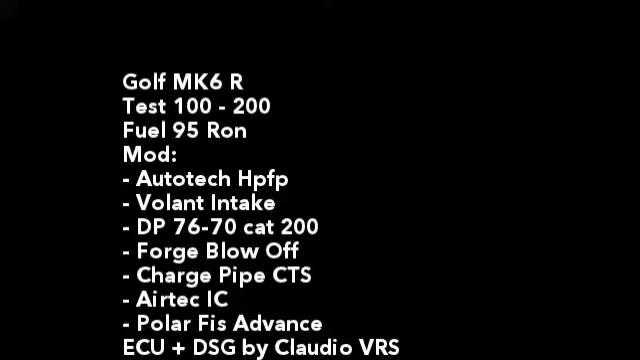 Golf MK6 R
Test 100 - 200
Fuel 95 Ron
Mod:
- Autotech Hpfp
- Volant Intake
- DP 76-70 cat 200
- Forge Blow Off
- Charge Pipe CTS
- Airtec IC
- Polar Fis Advance
ECU + DSG by Claudio VRS